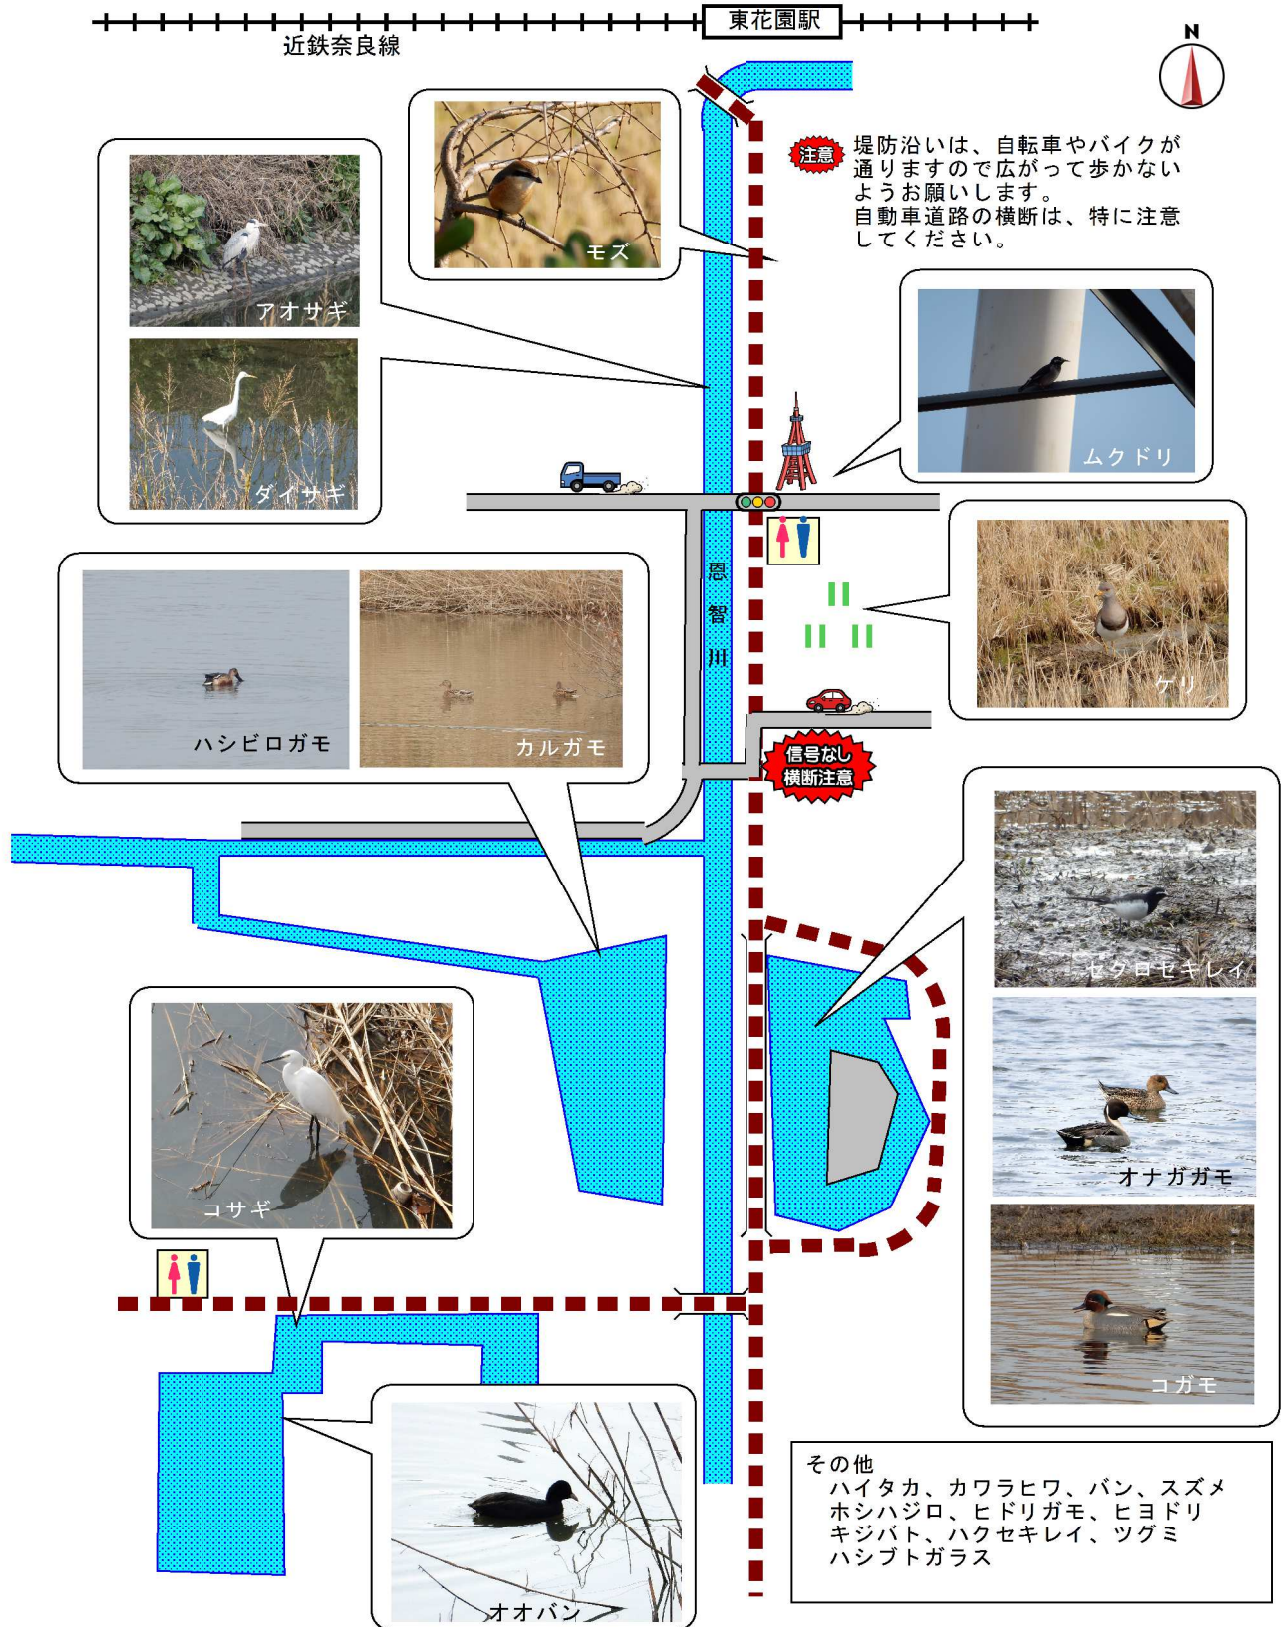 東花園駅
近鉄奈良線
N
注意
堤防沿いは、自転車やバイクが
通りますので広がって歩かない
ようお願いします。
自動車道路の横断は、特に注意
してください。
モズ
アオサギ
ダイサギ
ムクドリ
ケリ
恩智川
ハシビロガモ
カルガモ
信号なし
横断注意
セグロセキレイ
オナガガモ
コガモ
コサギ
オオバン
その他
ハイタカ、カワラヒワ、バン、スズメ
ホシハジロ、ヒドリガモ、ヒヨドリ
キジバト、ハクセキレイ、ツグミ
ハシブトガラス